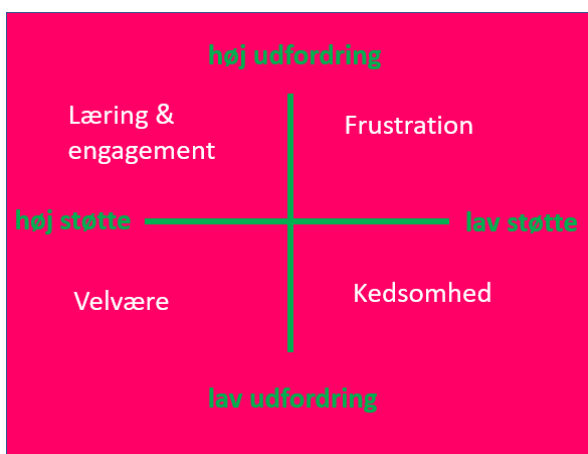 høj udfordring
Læring &
engagement
Frustration
høj støtte
lav støtte
Velvære
Kedsomhed
lav udfordring